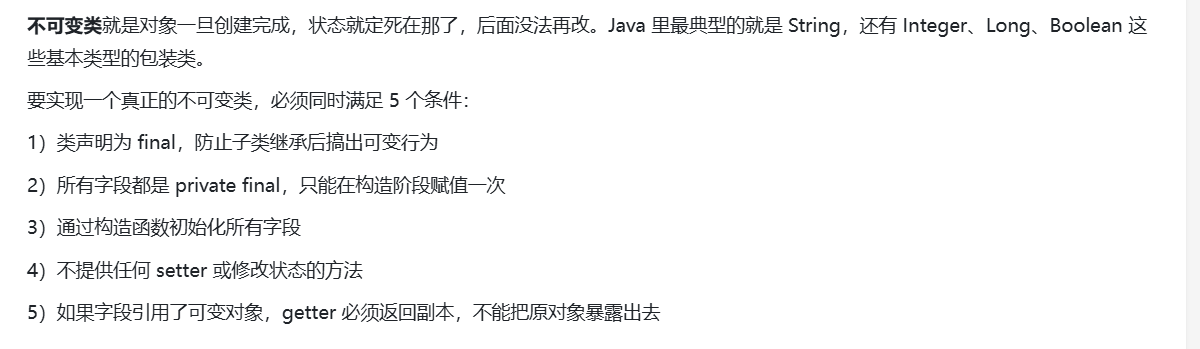 不可变类就是对象一旦创建完成，状态就定死在那了，后面没法再改。Java 里最典型的就是 String，还有 Integer、Long、Boolean 这
些基本类型的包装类。
要实现一个真正的不可变类，必须同时满足 5 个条件：
1）类声明为 final，防止子类继承后搞出可变行为
2）所有字段都是 private final，只能在构造阶段赋值一次
3）通过构造函数初始化所有字段
4）不提供任何 setter 或修改状态的方法
5）如果字段引用了可变对象，getter 必须返回副本，不能把原对象暴露出去